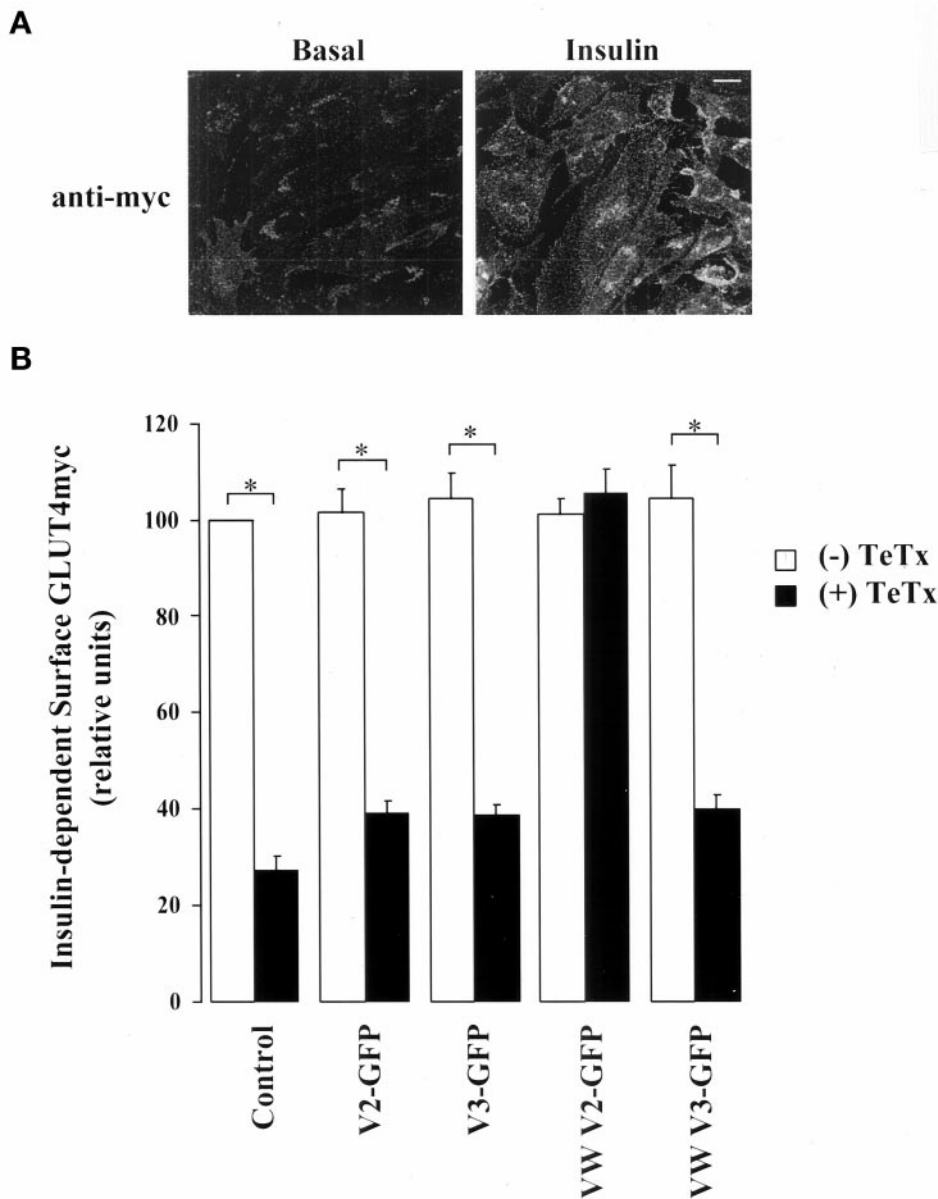 A
Basal
Insulin
anti-myc
B
Insulin-dependent Surface GLUT4myc
(relative units)
120
100
80
60
40
20
0
*
*
*
*
(-) TeTx
(+) TeTx
Control
V2-GFP
V3-GFP
VW V2-GFP
VW V3-GFP